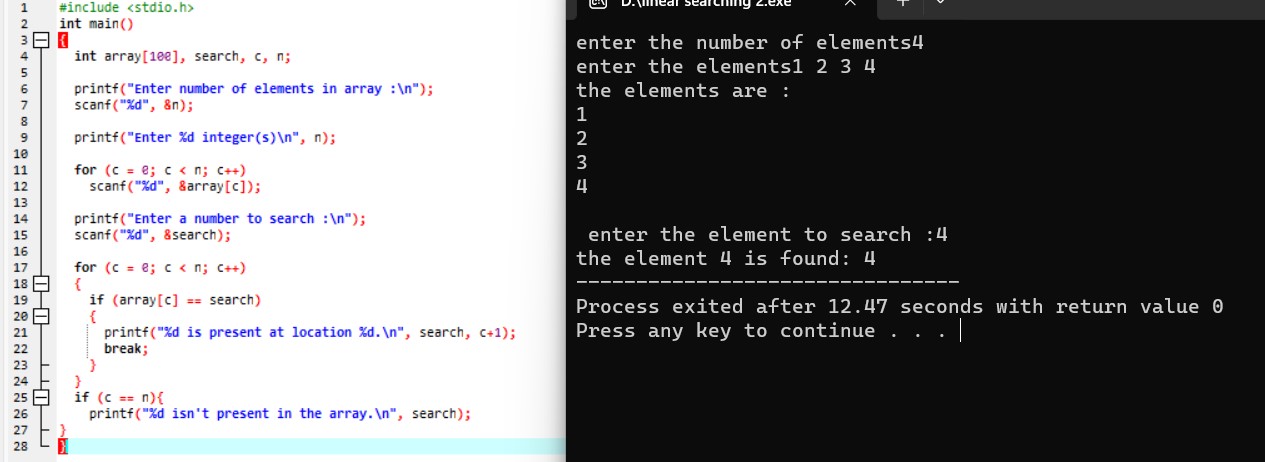 1 #include <stdio.h>
2 int main()
3 {
4 int array[100], search, c, n;
5
6 printf("Enter number of elements in array :\n");
7 scanf("%d", &n);
8
9 printf("Enter %d integer(s)\n", n);
10
11 for (c = 0; c < n; c++)
12 scanf("%d", &array[c]);
13
14 printf("Enter a number to search :\n");
15 scanf("%d", &search);
16
17 for (c = 0; c < n; c++)
18 {
19 if (array[c] == search)
20 {
21 printf("%d is present at location %d.\n", search, c+1);
22 break;
23 }
24 }
25 if (c == n){
26 printf("%d isn't present in the array.\n", search);
27 }
28 }
D:\linear searching 2.exe
enter the number of elements4
enter the elements1 2 3 4
the elements are :
1
2
3
4
enter the element to search :4
the element 4 is found: 4
--------------------------------
Process exited after 12.47 seconds with return value 0
Press any key to continue . . .